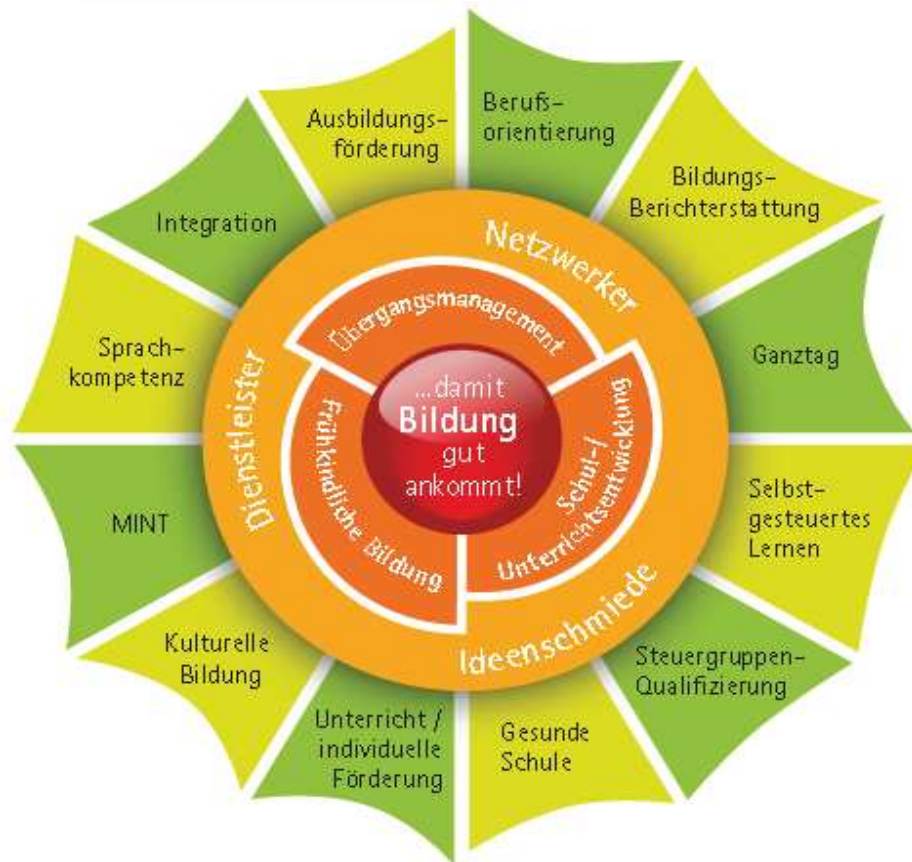 Ausbildungs-
förderung
Berufs-
orientierung
Bildungs-
Berichterstattung
Ganztag
Selbst-
gesteuertes
Lernen
Steuergruppen-
Qualifizierung
Gesunde
Schule
Unterricht /
individuelle
Förderung
Kulturelle
Bildung
MINT
Sprach-
kompetenz
Integration
Netzwerker
Ideenschmiede
Dienstleister
Übergangsmanagement
Schul-/
Unterrichtsentwicklung
Frühkindliche Bildung
...damit
Bildung
gut
ankommt!